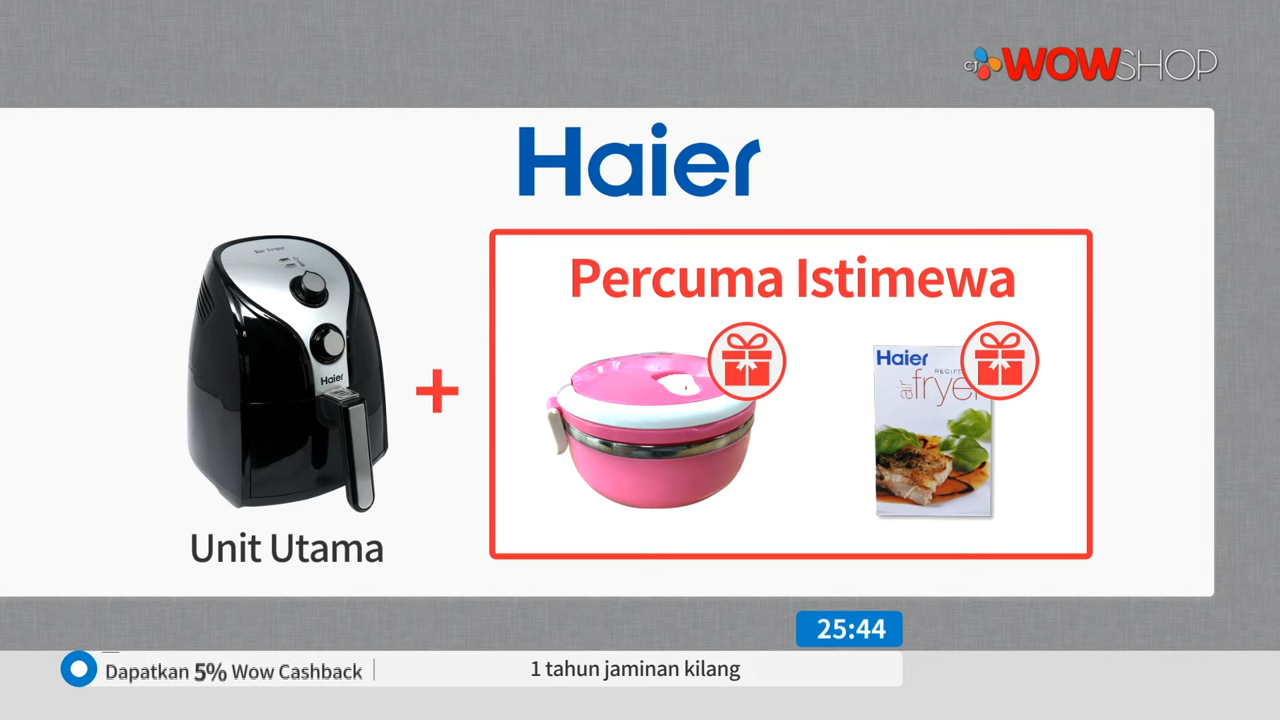 CJ WOWSHOP
Haier
Percuma Istimewa
Haier
air fryer
Haier
Unit Utama
25:44
Dapatkan 5% Wow Cashback
1 tahun jaminan kilang